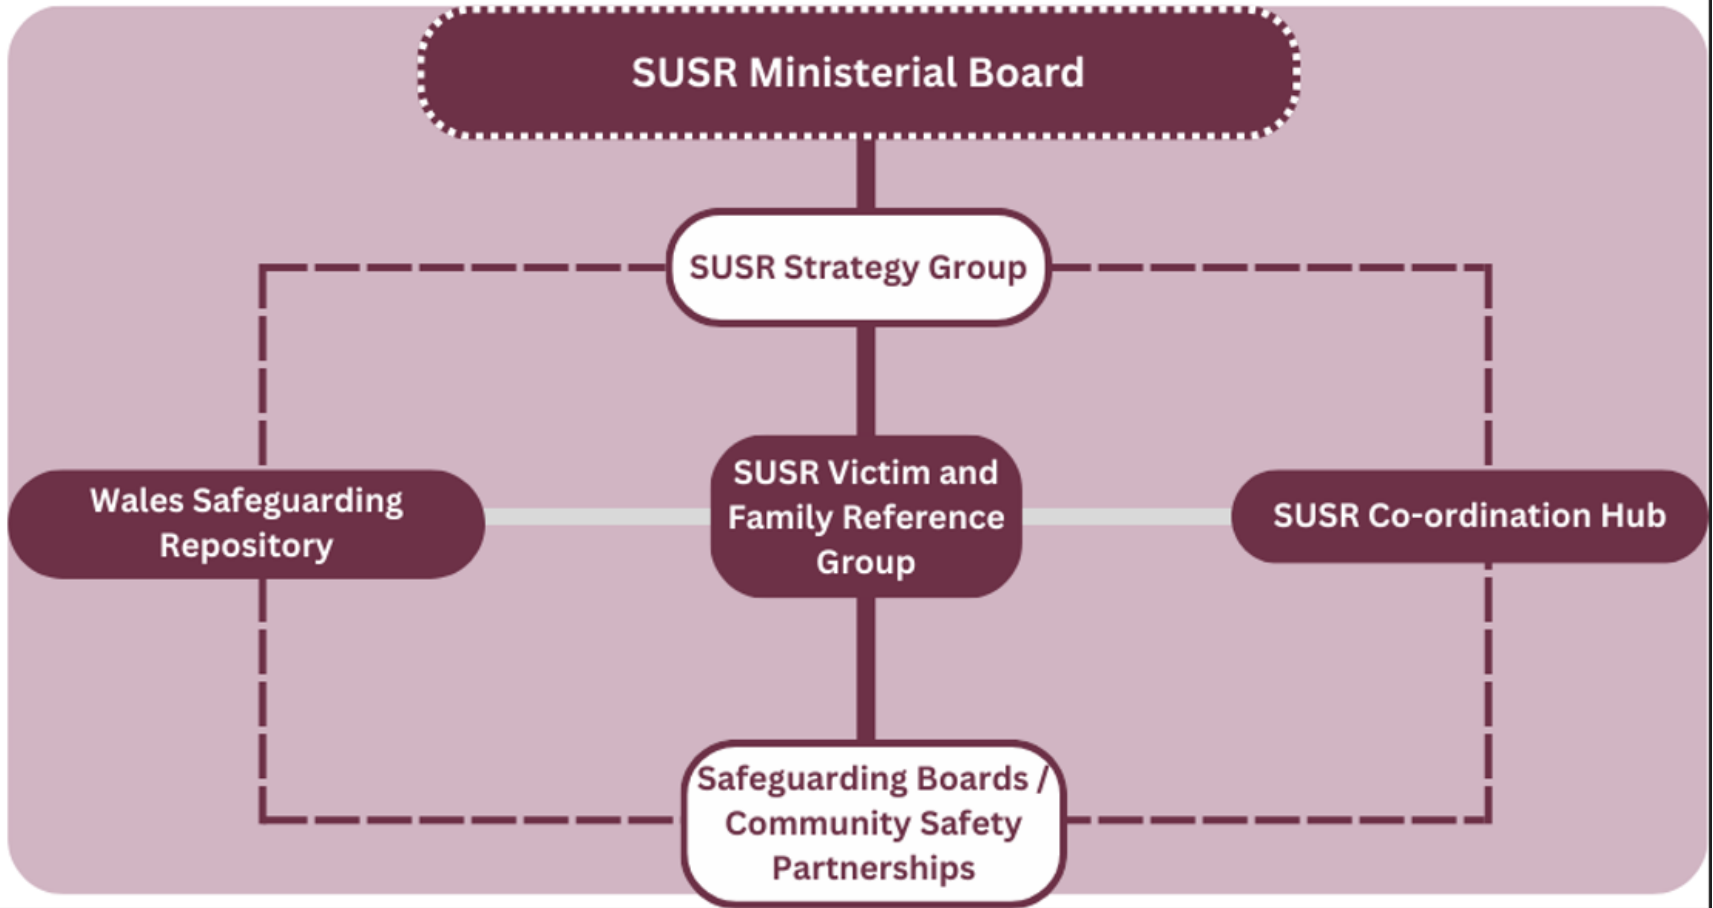 SUSR Ministerial Board
SUSR Strategy Group
Wales Safeguarding
Repository
SUSR Victim and
Family Reference
Group
SUSR Co-ordination Hub
Safeguarding Boards /
Community Safety
Partnerships